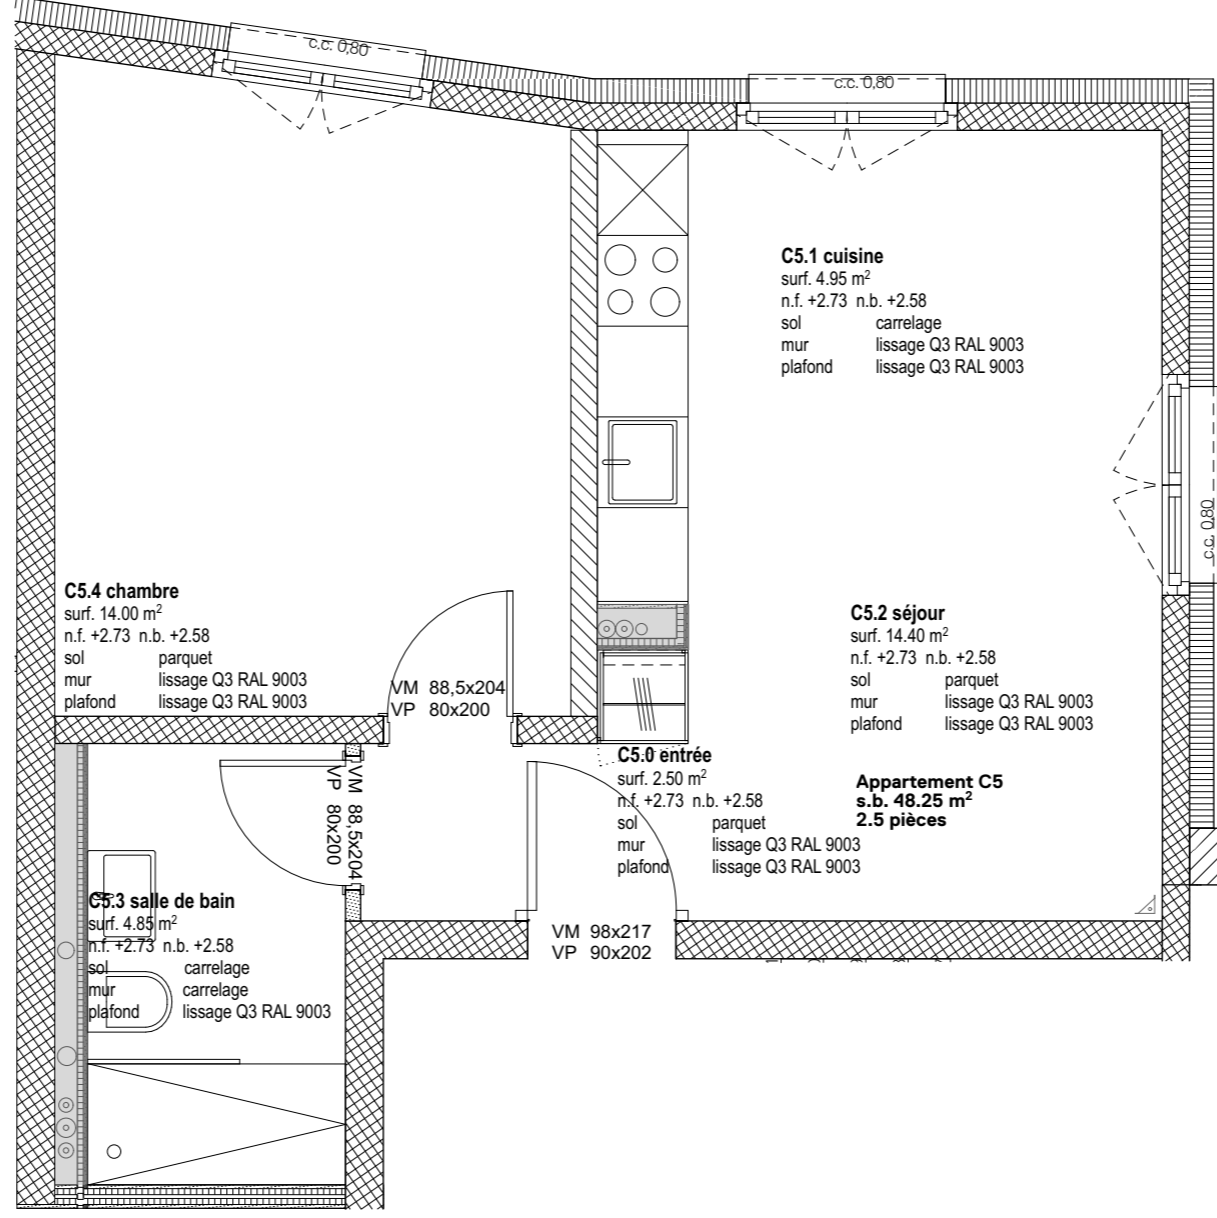 c.c. 0,80
c.c. 0,80
C5.1 cuisine
surf. 4.95 m²
n.f. +2.73 n.b. +2.58
sol carrelage
mur lissage Q3 RAL 9003
plafond lissage Q3 RAL 9003
c.c. 0,80
C5.4 chambre
surf. 14.00 m²
n.f. +2.73 n.b. +2.58
sol parquet
mur lissage Q3 RAL 9003
plafond lissage Q3 RAL 9003
VM 88,5x204
VP 80x200
C5.2 séjour
surf. 14.40 m²
n.f. +2.73 n.b. +2.58
sol parquet
mur lissage Q3 RAL 9003
plafond lissage Q3 RAL 9003
C5.0 entrée
surf. 2.50 m²
n.f. +2.73 n.b. +2.58
sol parquet
mur lissage Q3 RAL 9003
plafond lissage Q3 RAL 9003
Appartement C5
s.b. 48.25 m²
2.5 pièces
VM 88,5x204
VP 80x200
C5.3 salle de bain
surf. 4.85 m²
n.f. +2.73 n.b. +2.58
sol carrelage
mur carrelage
plafond lissage Q3 RAL 9003
VM 98x217
VP 90x202